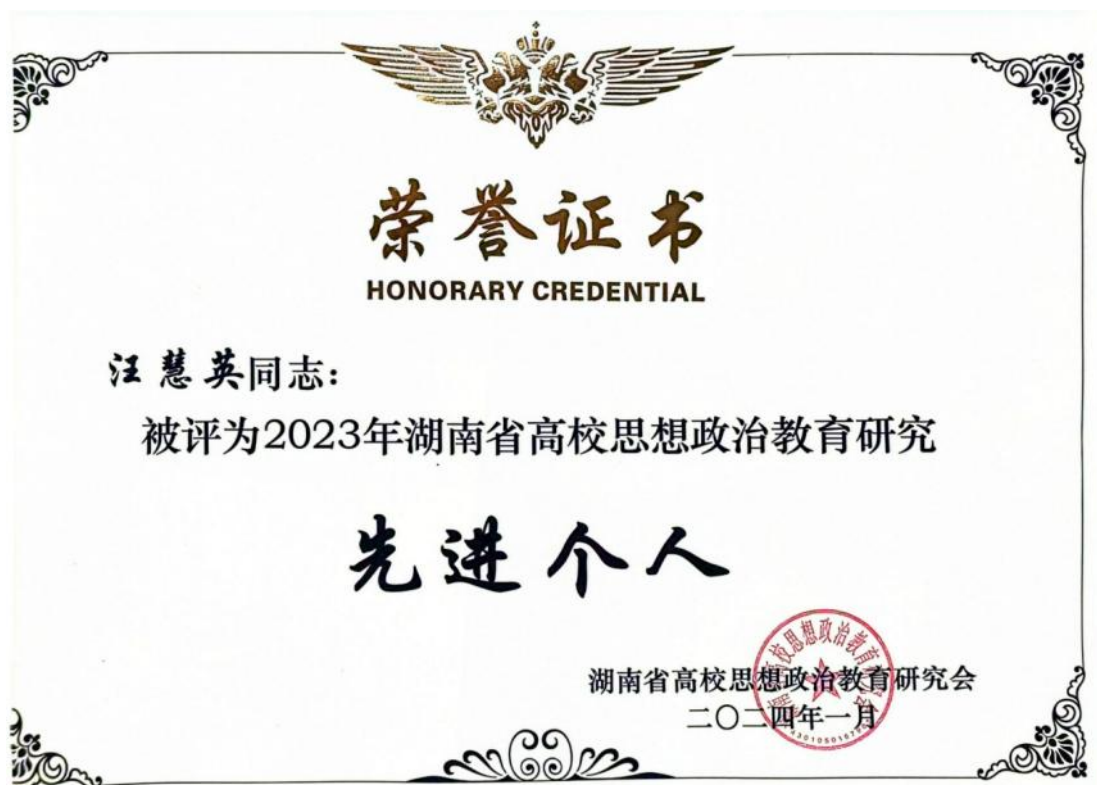 荣誉证书
HONORARY CREDENTIAL
汪慧英同志：
被评为2023年湖南省高校思想政治教育研究
先进个人
湖南省高校思想政治教育研究会
二〇二四年一月